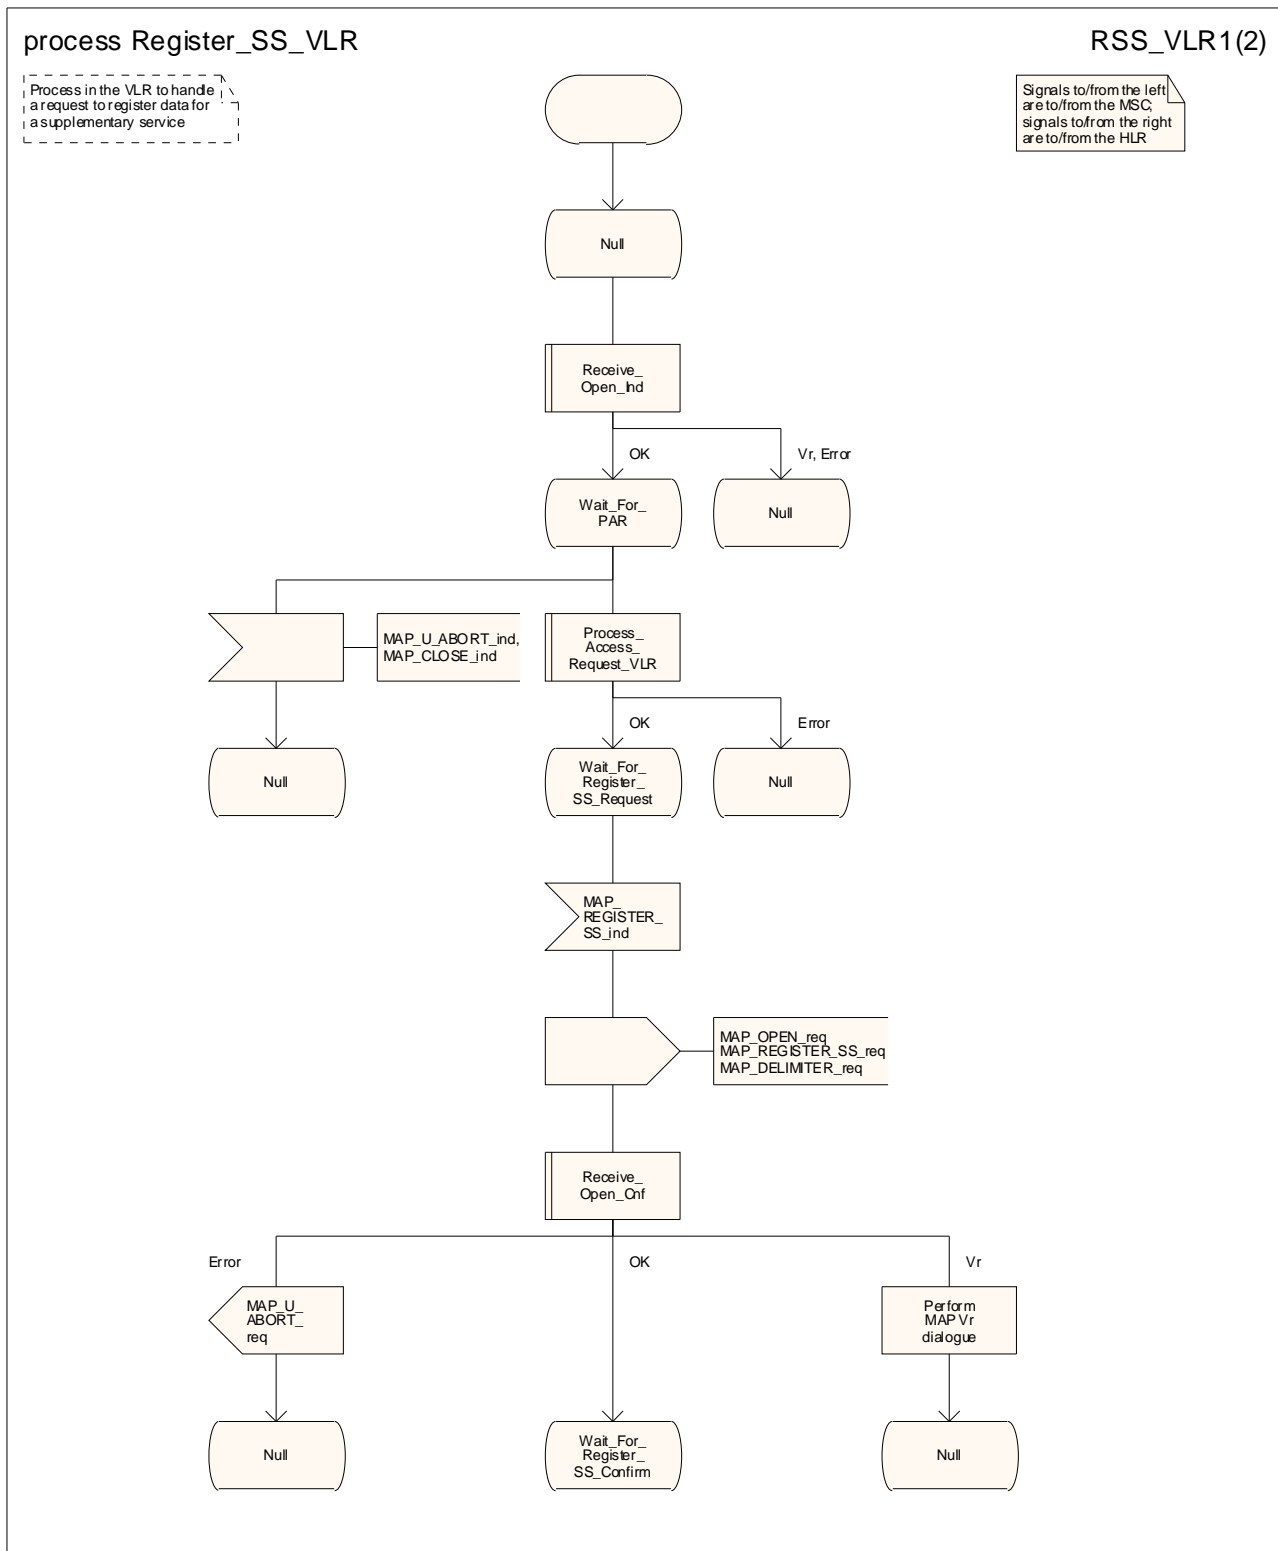 process Register_SS_VLR
RSS_VLR1(2)
Process in the VLR to handle
a request to register data for
a supplementary service
Signals to/from the left
are to/from the MSC;
signals to/from the right
are to/from the HLR
Null
Receive_
Open_Ind
OK
Vr, Error
Wait_For_
PAR
Null
MAP_U_ABORT_ind,
MAP_CLOSE_ind
Process_
Access_
Request_VLR
OK
Error
Null
Wait_For_
Register_
SS_Request
Null
MAP_
REGISTER_
SS_ind
MAP_OPEN_req
MAP_REGISTER_SS_req
MAP_DELIMITER_req
Receive_
Open_Cnf
Error
OK
Vr
MAP_U_
ABORT_
req
Perform
MAP Vr
dialogue
Null
Wait_For_
Register_
SS_Confirm
Null